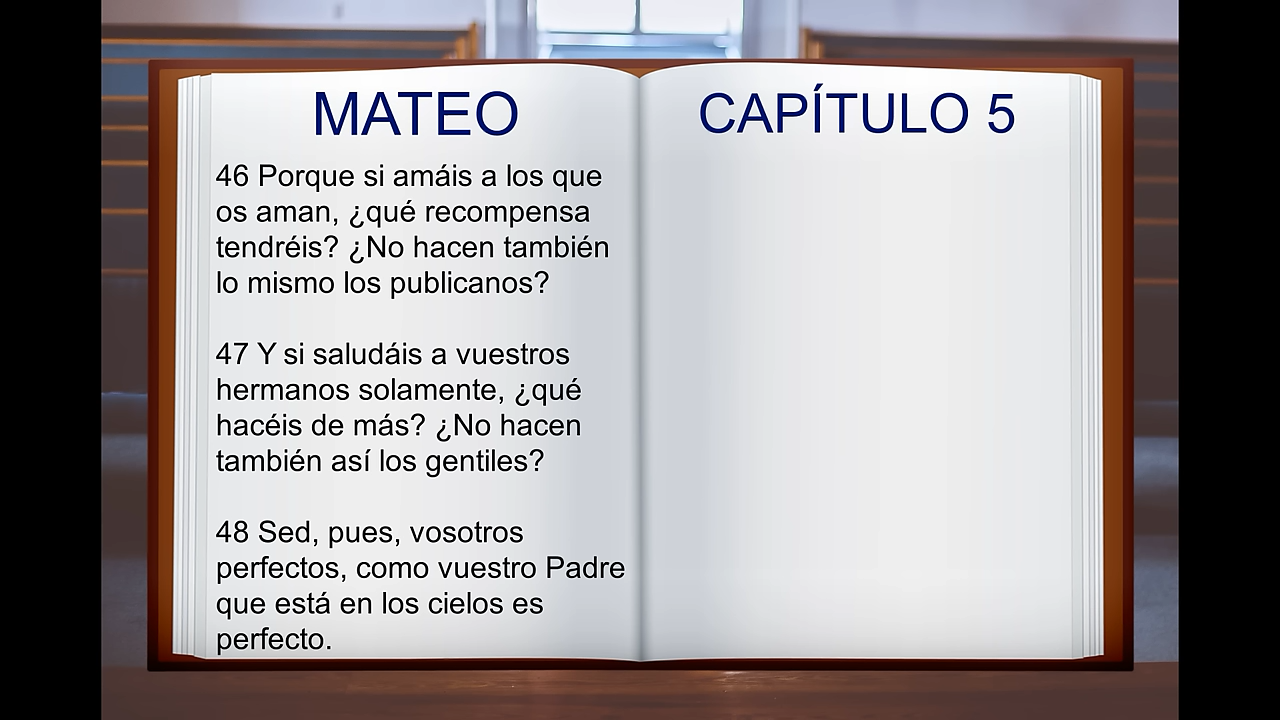 MATEO
46 Porque si amáis a los que
os aman, ¿qué recompensa
tendréis? ¿No hacen también
lo mismo los publicanos?
47 Y si saludáis a vuestros
hermanos solamente, ¿qué
hacéis de más? ¿No hacen
también así los gentiles?
48 Sed, pues, vosotros
perfectos, como vuestro Padre
que está en los cielos es
perfecto.
CAPÍTULO 5